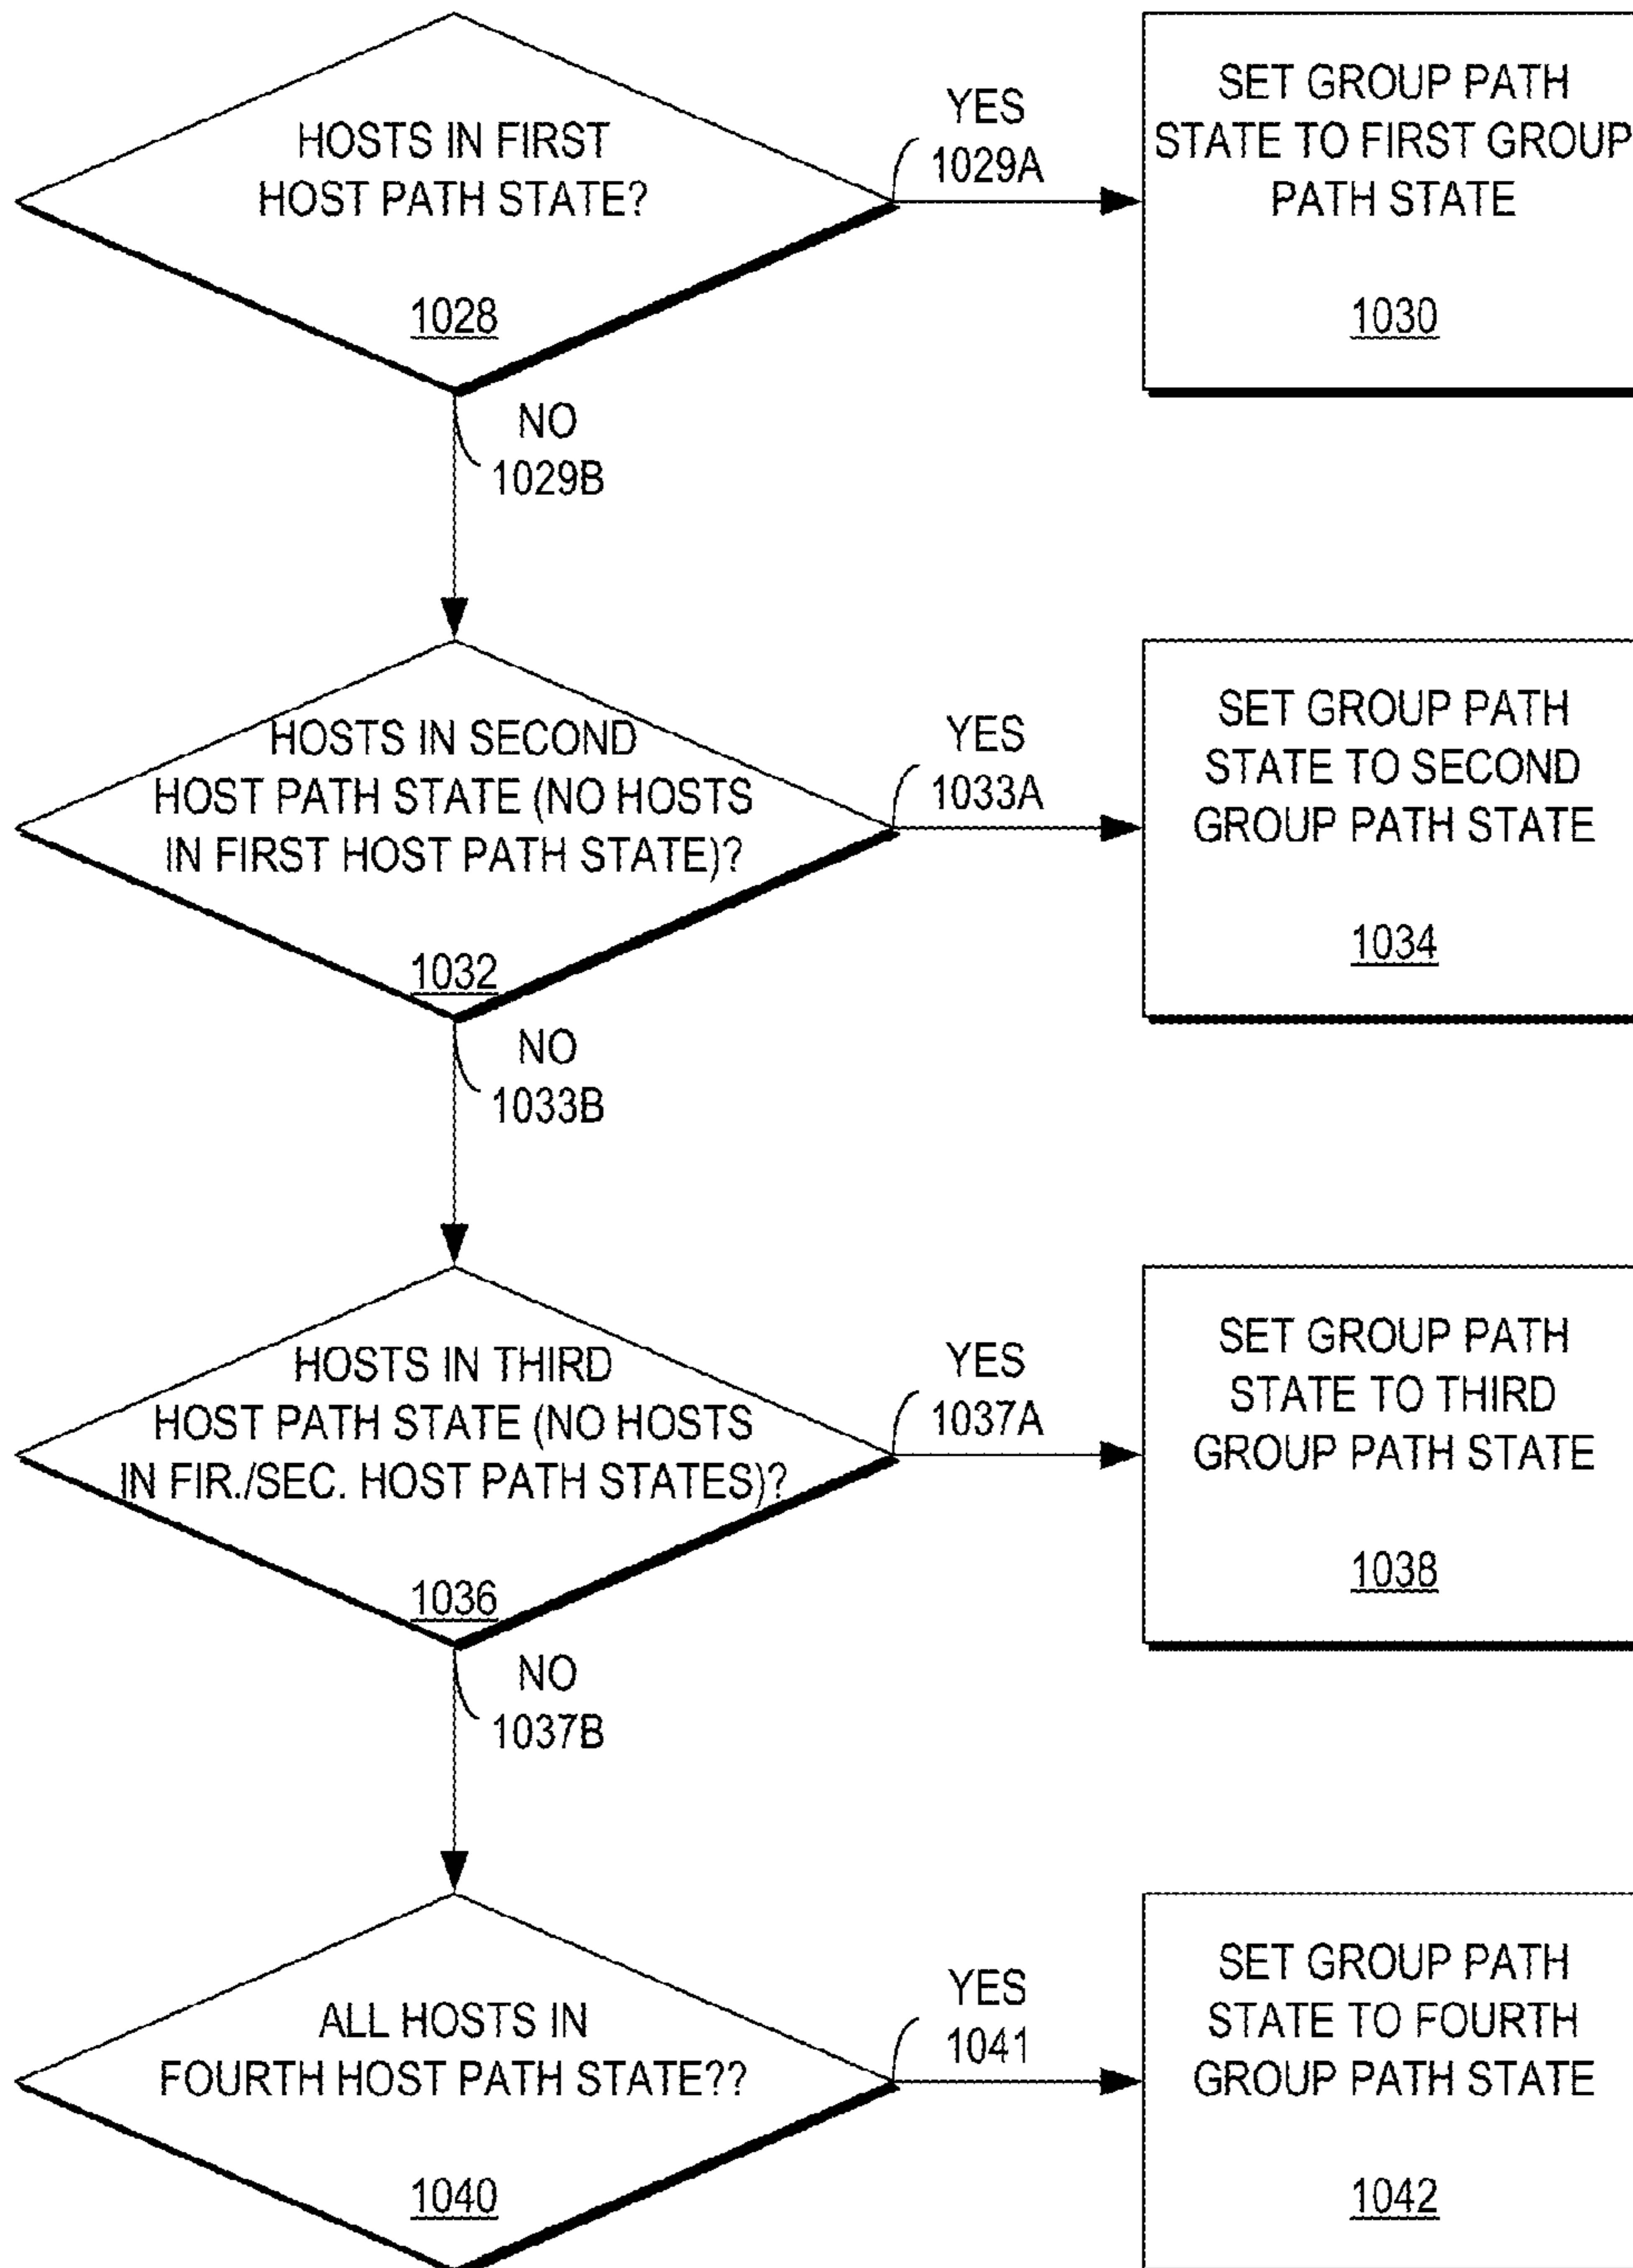 HOSTS IN FIRST
HOST PATH STATE?
1028
YES
1029A
SET GROUP PATH
STATE TO FIRST GROUP
PATH STATE
1030
NO
1029B
HOSTS IN SECOND
HOST PATH STATE (NO HOSTS
IN FIRST HOST PATH STATE)?
1032
YES
1033A
SET GROUP PATH
STATE TO SECOND
GROUP PATH STATE
1034
NO
1033B
HOSTS IN THIRD
HOST PATH STATE (NO HOSTS
IN FIR./SEC. HOST PATH STATES)?
1036
YES
1037A
SET GROUP PATH
STATE TO THIRD
GROUP PATH STATE
1038
NO
1037B
ALL HOSTS IN
FOURTH HOST PATH STATE??
1040
YES
1041
SET GROUP PATH
STATE TO FOURTH
GROUP PATH STATE
1042